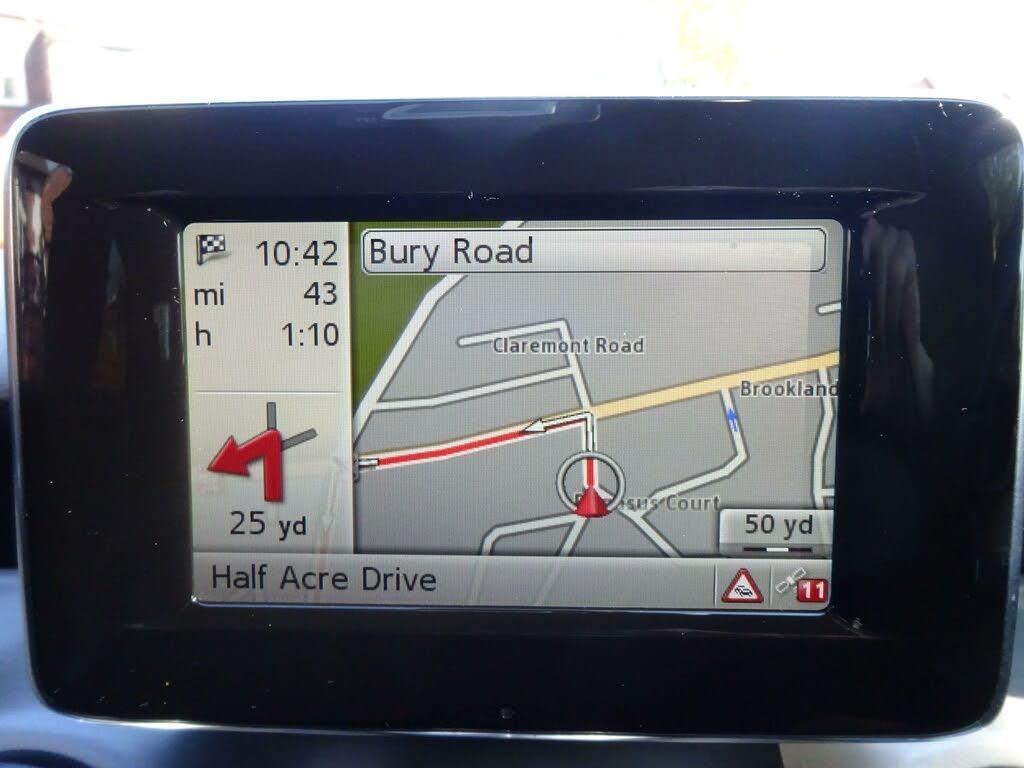 10:42
mi 43
h 1:10
25 yd
Bury Road
Claremont Road
Brookland
Court
50 yd
Half Acre Drive
11